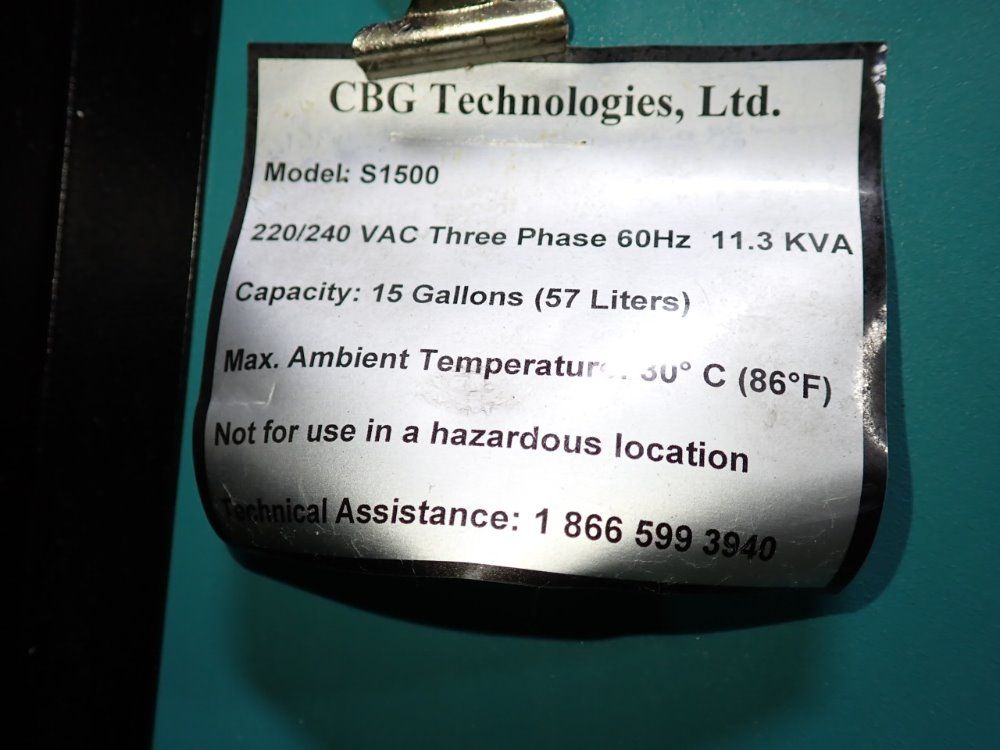 CBG Technologies, Ltd.
Model: S1500
220/240 VAC Three Phase 60Hz 11.3 KVA
Capacity: 15 Gallons (57 Liters)
Max. Ambient Temperature: 30° C (86°F)
Not for use in a hazardous location
Technical Assistance: 1 866 599 3940